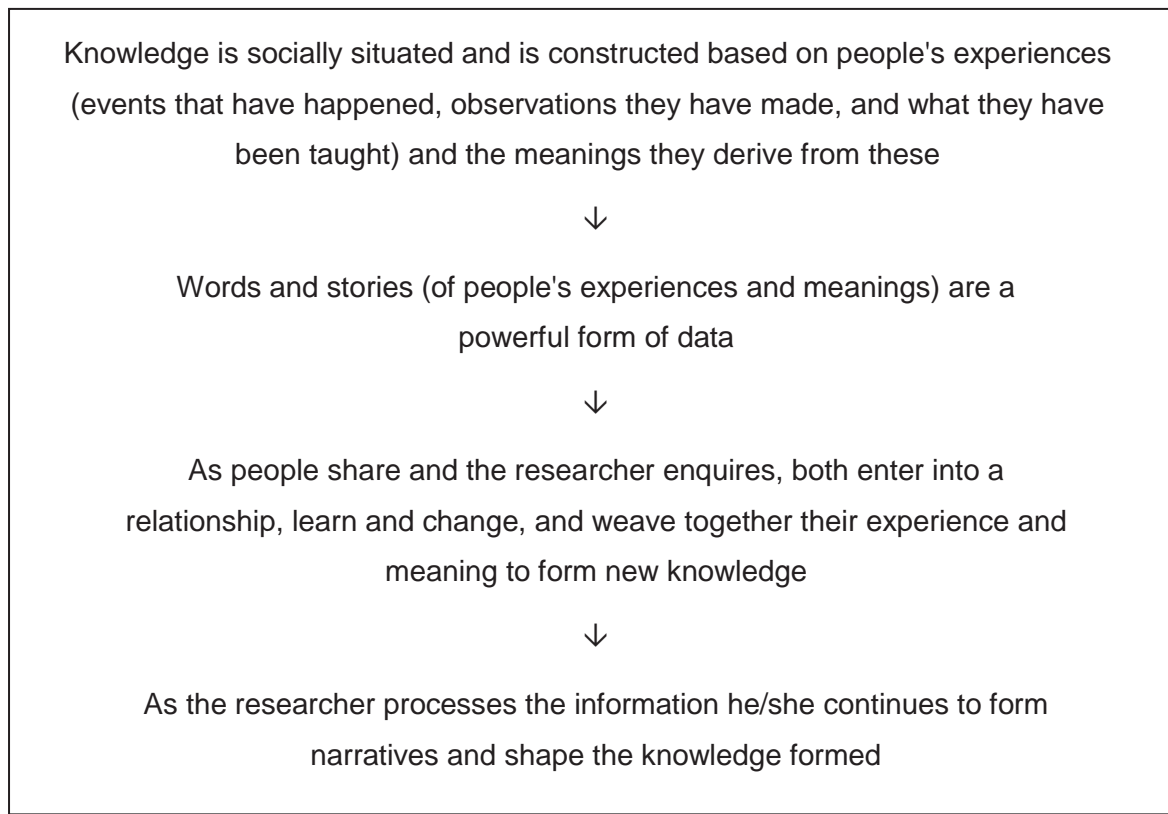 Knowledge is socially situated and is constructed based on people's experiences
(events that have happened, observations they have made, and what they have
been taught) and the meanings they derive from these
↓
Words and stories (of people's experiences and meanings) are a
powerful form of data
↓
As people share and the researcher enquires, both enter into a
relationship, learn and change, and weave together their experience and
meaning to form new knowledge
↓
As the researcher processes the information he/she continues to form
narratives and shape the knowledge formed